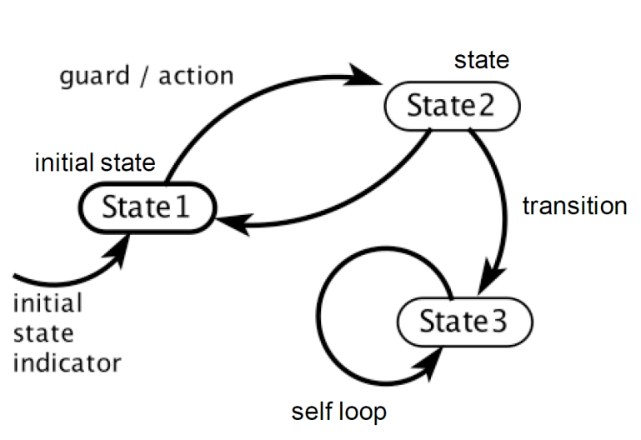 state
guard / action
State2
initial state
State1
transition
initial
state
indicator
State3
self loop